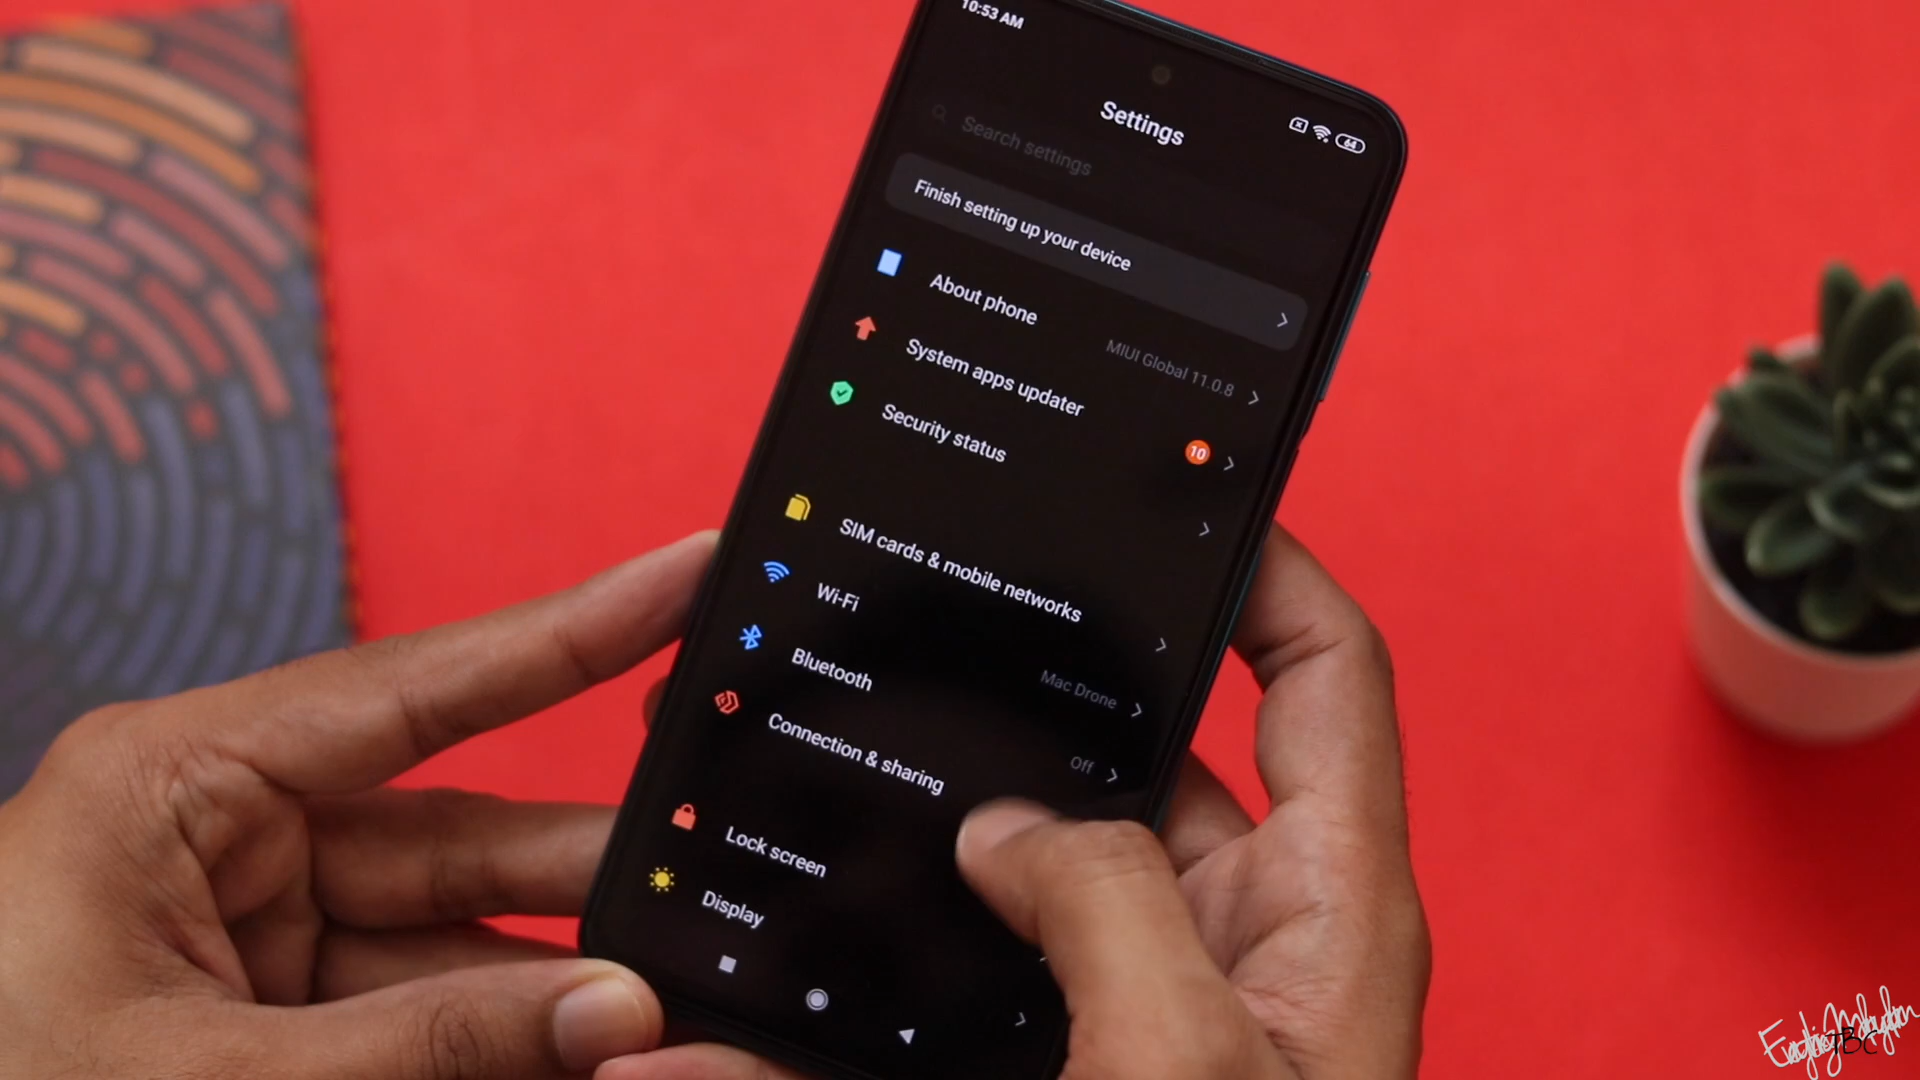 10:53 AM
64
Settings
Search settings
Finish setting up your device
About phone
MIUI Global 11.0.8
System apps updater
10
Security status
SIM cards & mobile networks
Wi-Fi
Mac Drone
Bluetooth
Off
Connection & sharing
Lock screen
Display
TBC